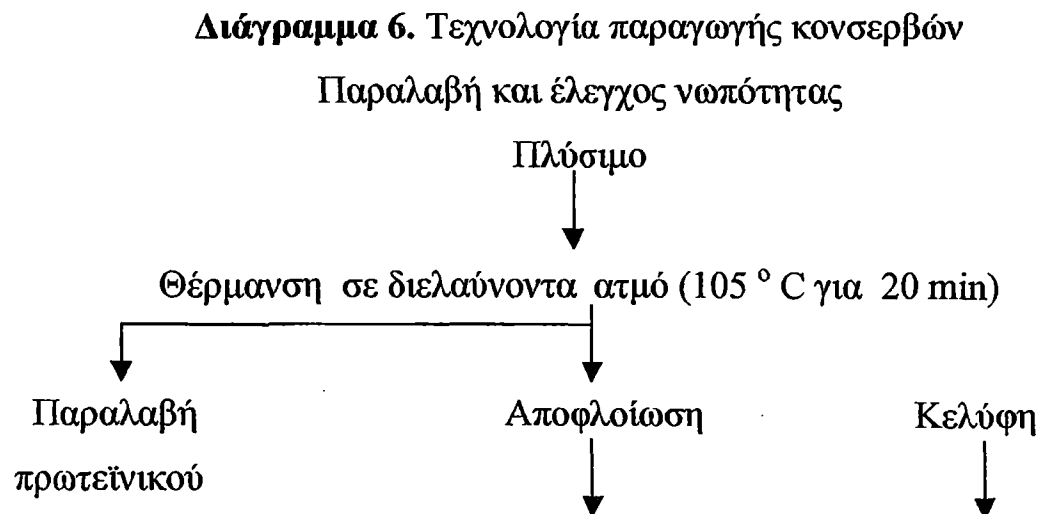 Διάγραμμα 6. Τεχνολογία παραγωγής κονσερβών
Παραλαβή και έλεγχος νωπότητας
Πλύσιμο
Θέρμανση σε διελαύνοντα ατμό (105 ° C για 20 min)
Παραλαβή Αποφλοίωση Κελύφη
πρωτεϊνικού